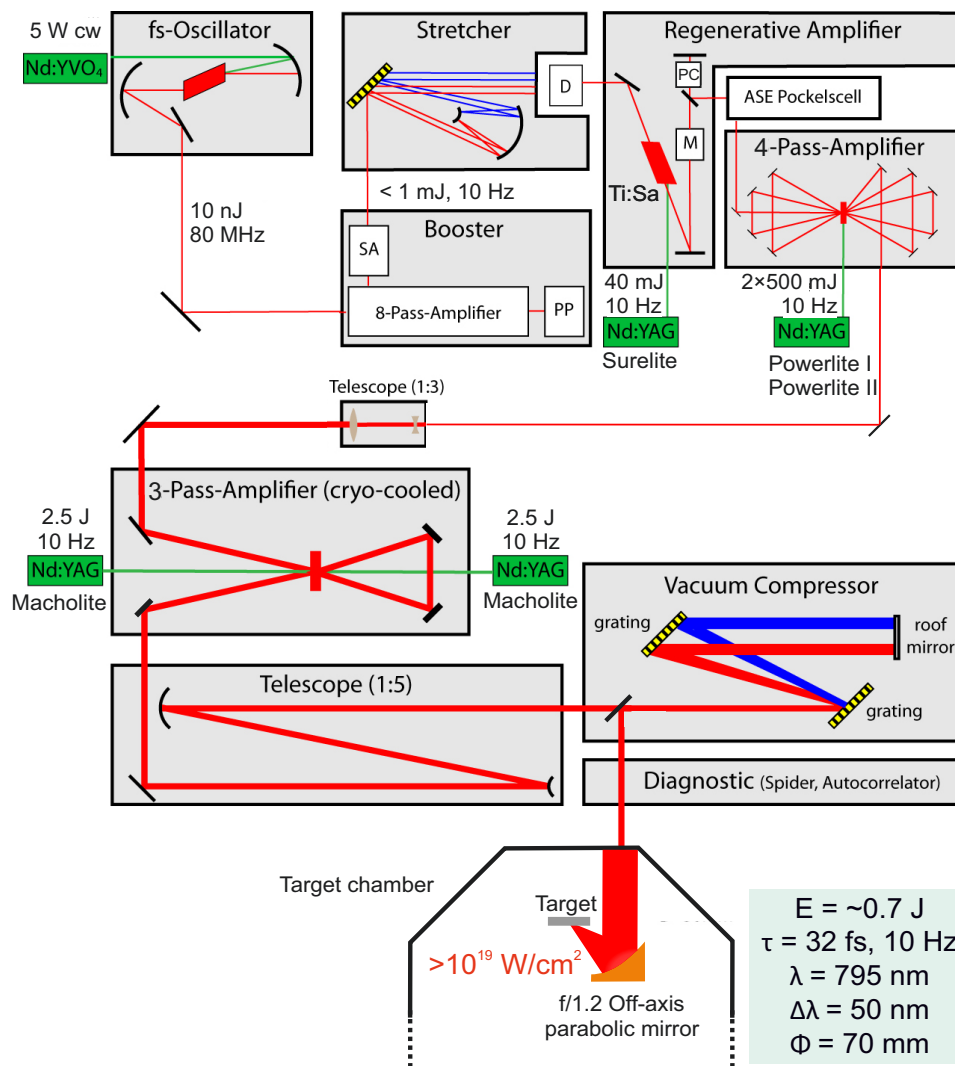 5 W cw
Nd:YVO₄
fs-Oscillator
Stretcher
D
Regenerative Amplifier
PC
ASE Pockelscell
M
Ti:Sa
4-Pass-Amplifier
10 nJ
80 MHz
< 1 mJ, 10 Hz
Booster
SA
8-Pass-Amplifier
PP
40 mJ
10 Hz
Nd:YAG
Surelite
2×500 mJ
10 Hz
Nd:YAG
Powerlite I
Powerlite II
Telescope (1:3)
3-Pass-Amplifier (cryo-cooled)
2.5 J
10 Hz
Nd:YAG
Macholite
2.5 J
10 Hz
Nd:YAG
Macholite
Vacuum Compressor
grating
roof
mirror
grating
Telescope (1:5)
Diagnostic (Spider, Autocorrelator)
Target chamber
Target
>10¹⁹ W/cm²
f/1.2 Off-axis
parabolic mirror
E = ~0.7 J
τ = 32 fs, 10 Hz
λ = 795 nm
Δλ = 50 nm
Φ = 70 mm